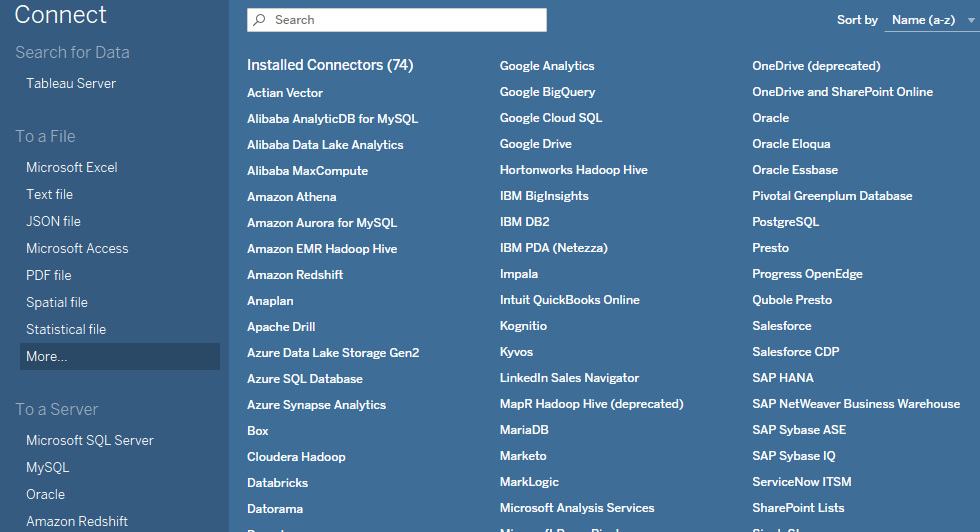 Connect
Search for Data
Tableau Server
To a File
Microsoft Excel
Text file
JSON file
Microsoft Access
PDF file
Spatial file
Statistical file
More...
To a Server
Microsoft SQL Server
MySQL
Oracle
Amazon Redshift
Search
Sort by Name (a-z)
Installed Connectors (74)
Actian Vector
Alibaba AnalyticDB for MySQL
Alibaba Data Lake Analytics
Alibaba MaxCompute
Amazon Athena
Amazon Aurora for MySQL
Amazon EMR Hadoop Hive
Amazon Redshift
Anaplan
Apache Drill
Azure Data Lake Storage Gen2
Azure SQL Database
Azure Synapse Analytics
Box
Cloudera Hadoop
Databricks
Datorama
Google Analytics
Google BigQuery
Google Cloud SQL
Google Drive
Hortonworks Hadoop Hive
IBM BigInsights
IBM DB2
IBM PDA (Netezza)
Impala
Intuit QuickBooks Online
Kognitio
Kyvos
LinkedIn Sales Navigator
MapR Hadoop Hive (deprecated)
MariaDB
Marketo
MarkLogic
Microsoft Analysis Services
OneDrive (deprecated)
OneDrive and SharePoint Online
Oracle
Oracle Eloqua
Oracle Essbase
Pivotal Greenplum Database
PostgreSQL
Presto
Progress OpenEdge
Qubole Presto
Salesforce
Salesforce CDP
SAP HANA
SAP NetWeaver Business Warehouse
SAP Sybase ASE
SAP Sybase IQ
ServiceNow ITSM
SharePoint Lists